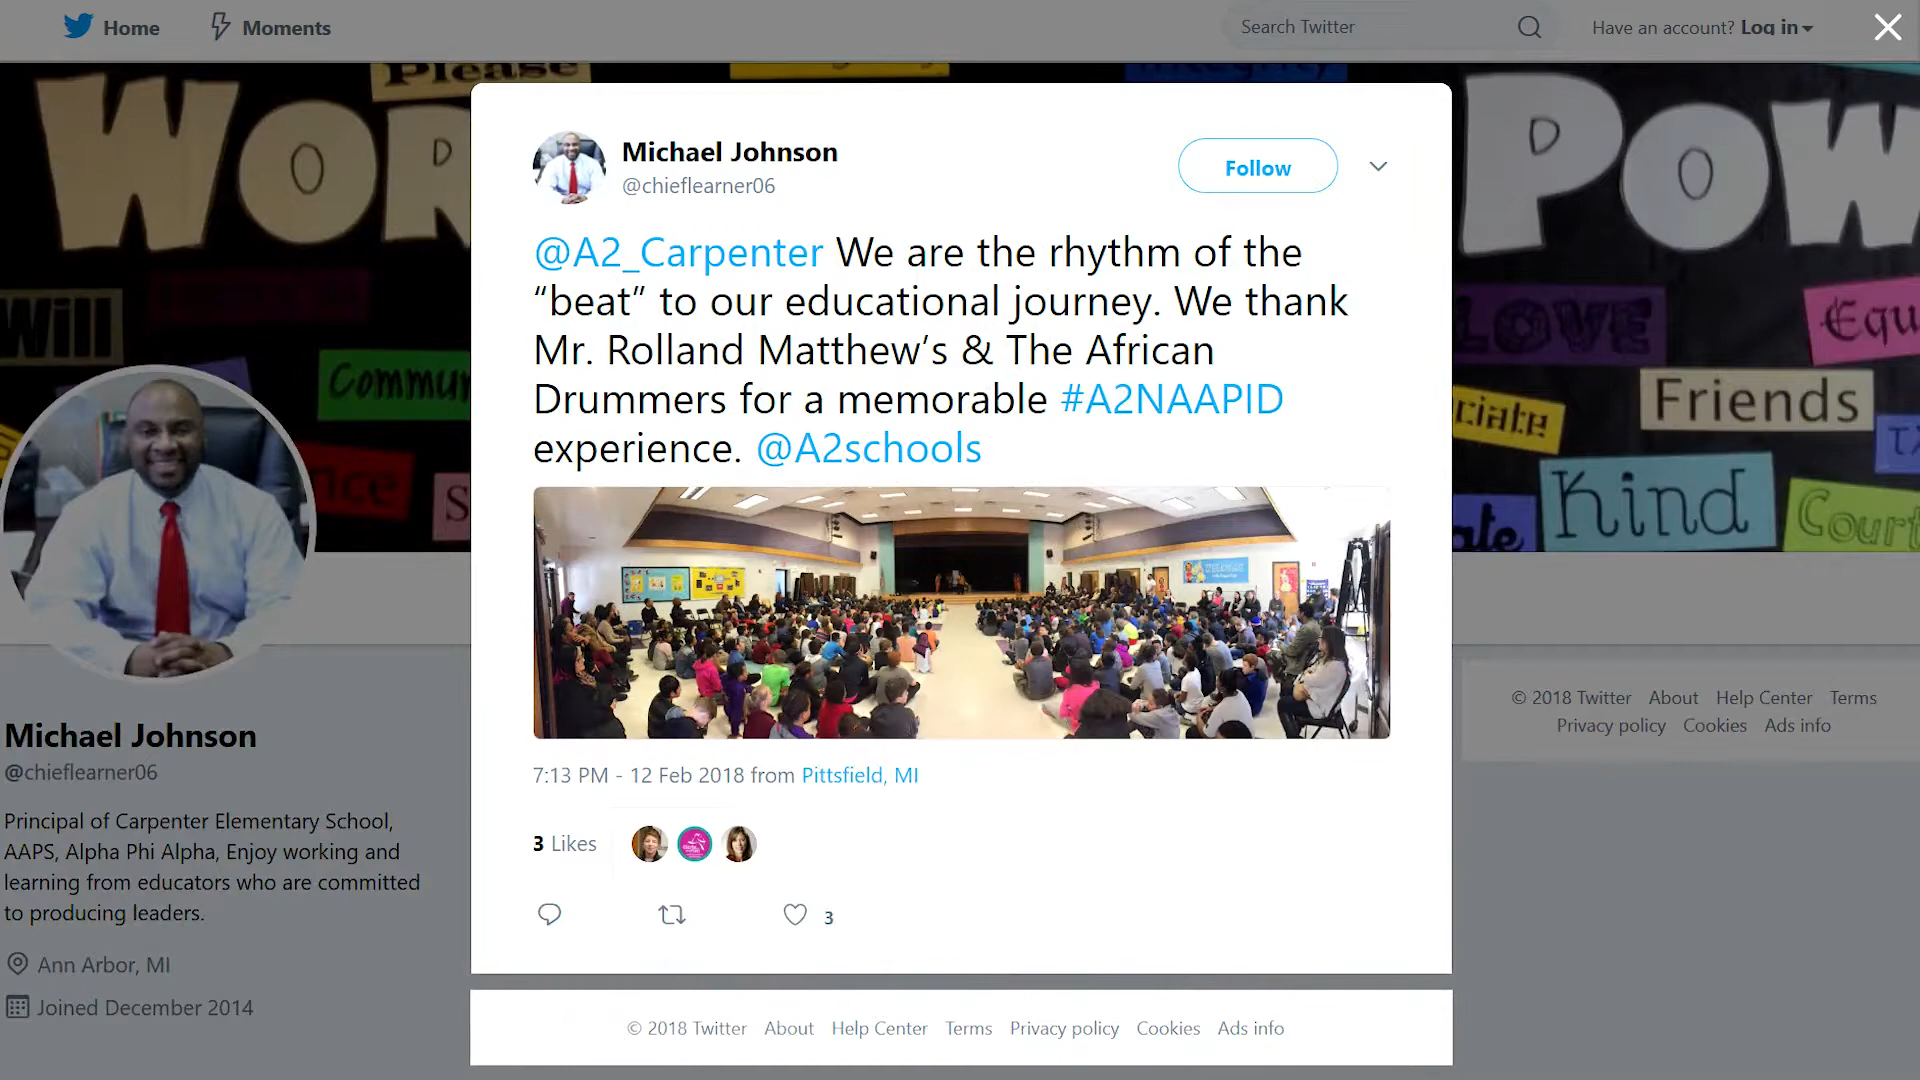 Home
Moments
Search Twitter
Have an account? Log in
Please
WOR
POW
Will
Commun
LOVE
Equ
ciate
Friends
Kind
Court
Michael Johnson
@chieflearner06
Follow
@A2_Carpenter We are the rhythm of the
“beat” to our educational journey. We thank
Mr. Rolland Matthew’s & The African
Drummers for a memorable #A2NAAPID
experience. @A2schools
7:13 PM - 12 Feb 2018 from Pittsfield, MI
3 Likes
3
Michael Johnson
@chieflearner06
Principal of Carpenter Elementary School,
AAPS, Alpha Phi Alpha, Enjoy working and
learning from educators who are committed
to producing leaders.
Ann Arbor, MI
Joined December 2014
© 2018 Twitter About Help Center Terms
Privacy policy Cookies Ads info
© 2018 Twitter About Help Center Terms Privacy policy Cookies Ads info